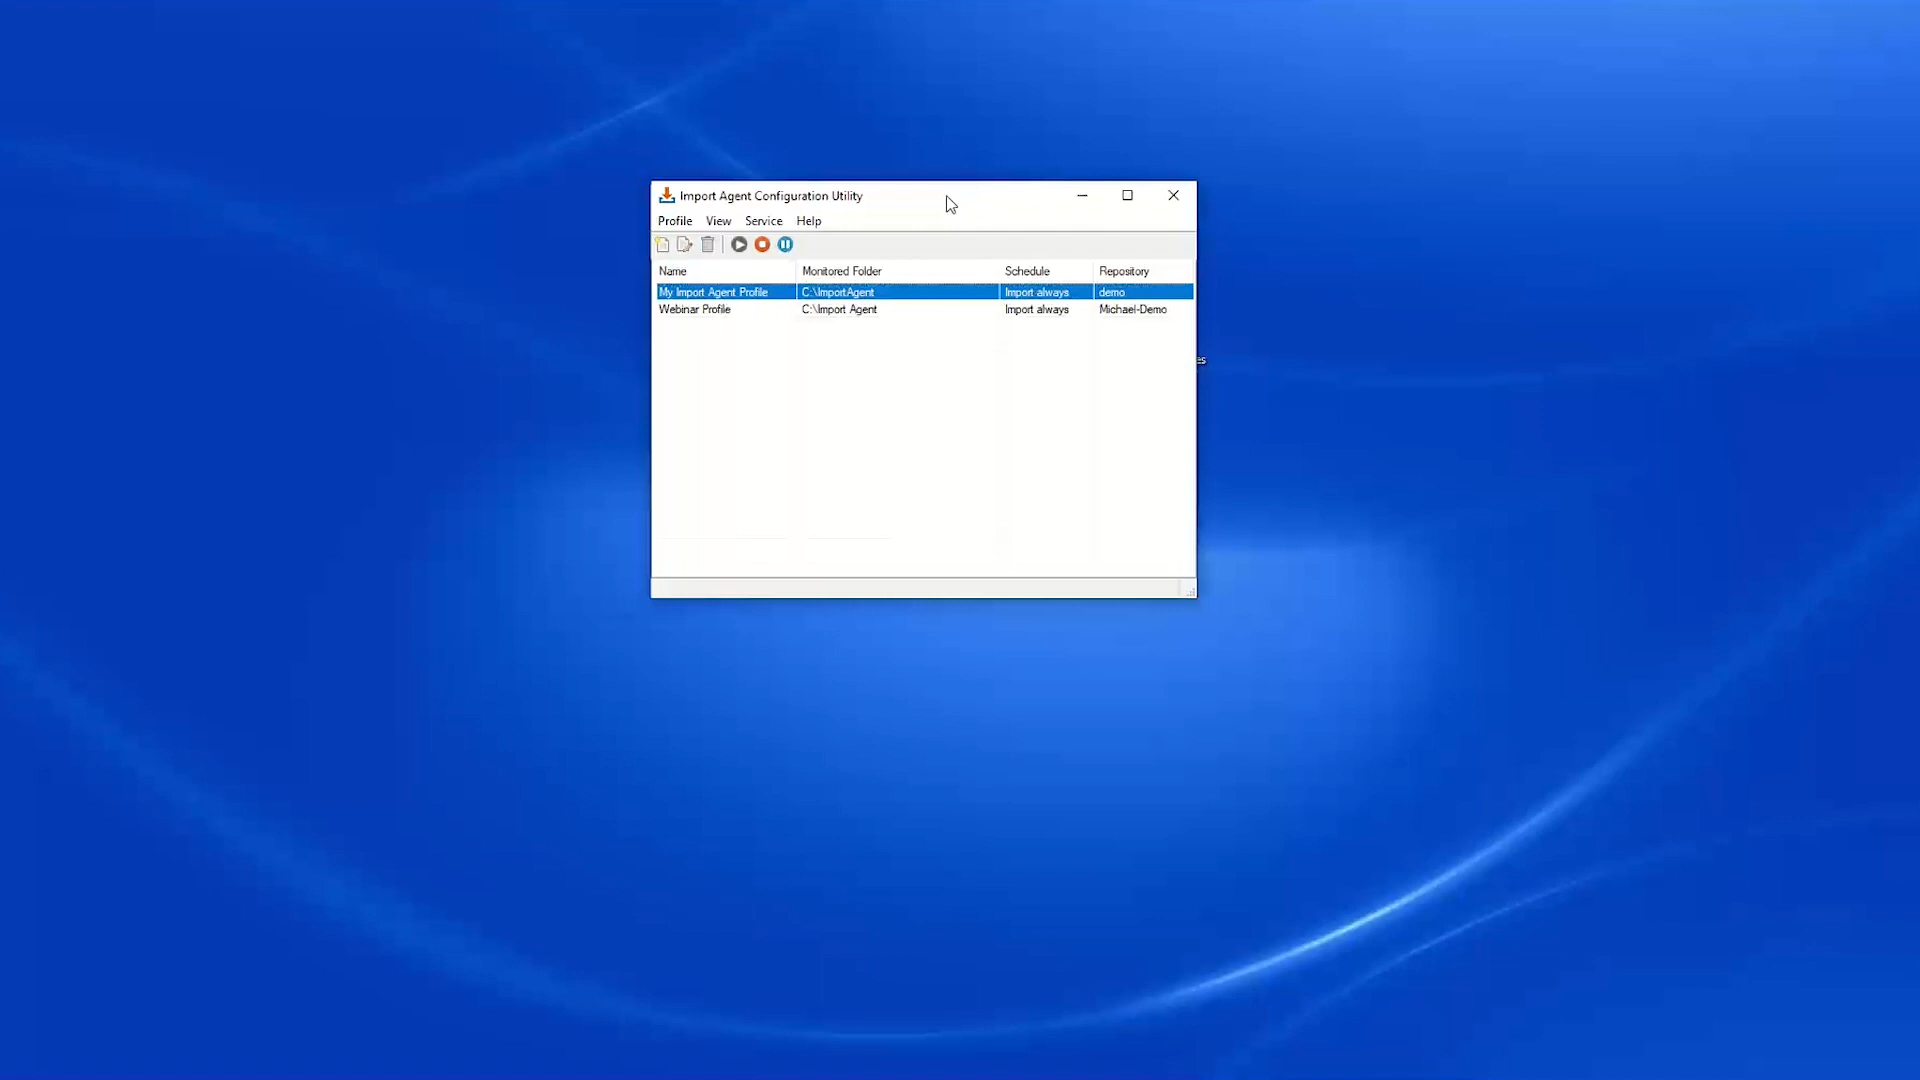 Import Agent Configuration Utility
Profile View Service Help
Name Monitored Folder Schedule Repository
My Import Agent Profile C:\ImportAgent Import always demo
Webinar Profile C:\Import Agent Import always Michael-Demo
es